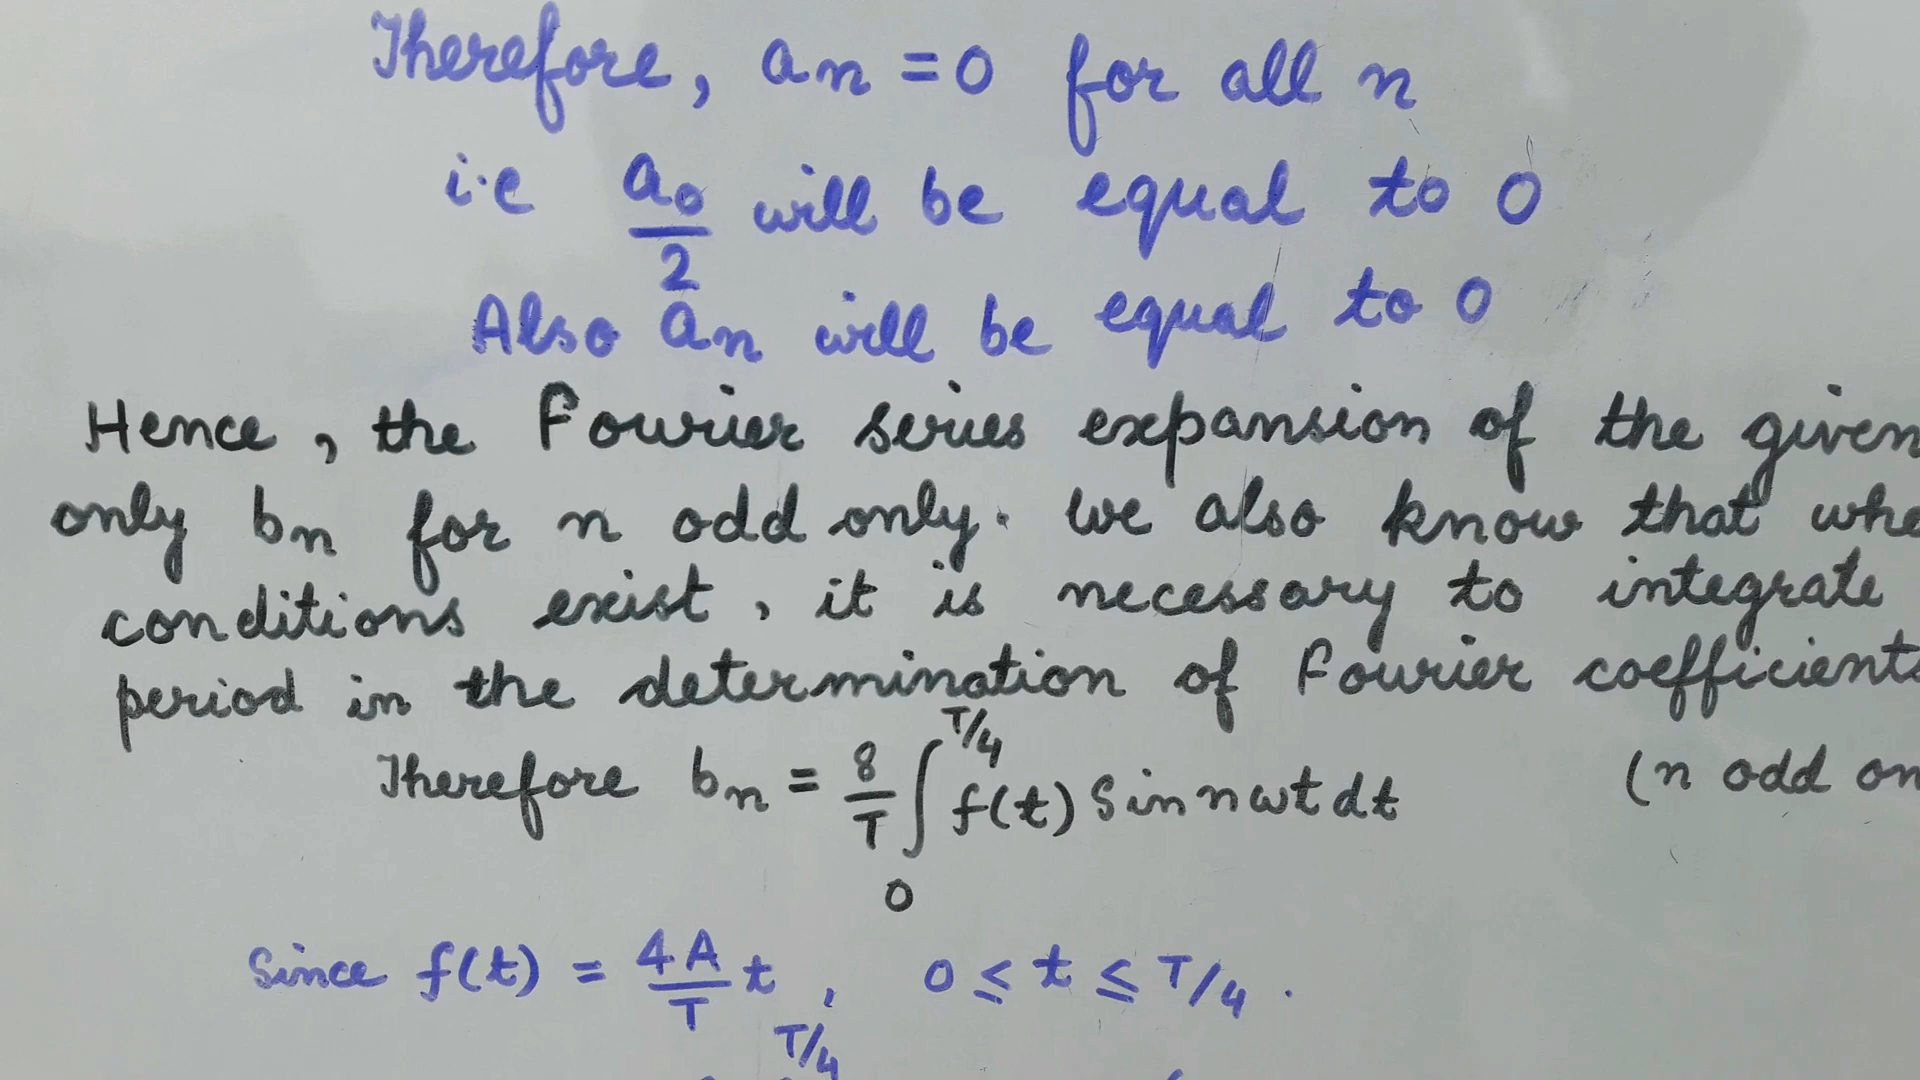 Therefore, an = 0 for all n
i.e a0/2 will be equal to 0
Also an will be equal to 0
Hence, the Fourier series expansion of the given
only bn for n odd only. we also know that whe
conditions exist, it is necessary to integrate
period in the determination of Fourier coefficients
Therefore bn = 8/T ∫0^T/4 f(t) Sin nωt dt (n odd on
Since f(t) = 4A/T t, 0 ≤ t ≤ T/4.
T/4